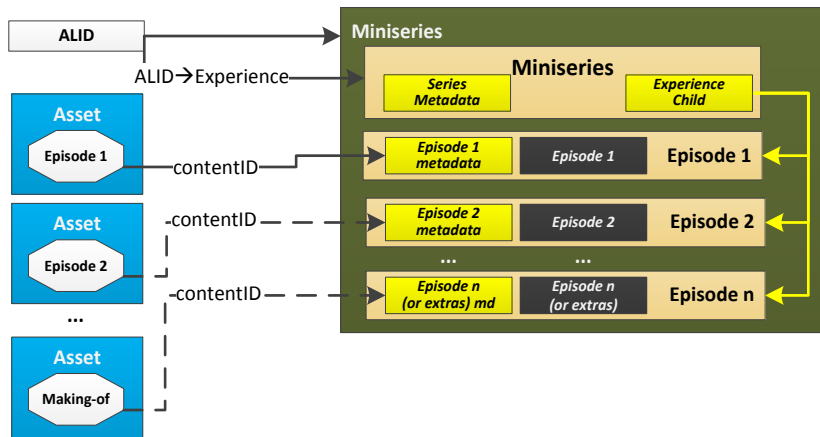 ALID
ALID→Experience
Asset
Episode 1
contentID
Asset
Episode 2
contentID
...
contentID
Asset
Making-of
Miniseries
Miniseries
Series
Metadata
Experience
Child
Episode 1
metadata
Episode 1
Episode 1
Episode 2
metadata
Episode 2
Episode 2
...
...
Episode n
(or extras) md
Episode n
(or extras)
Episode n